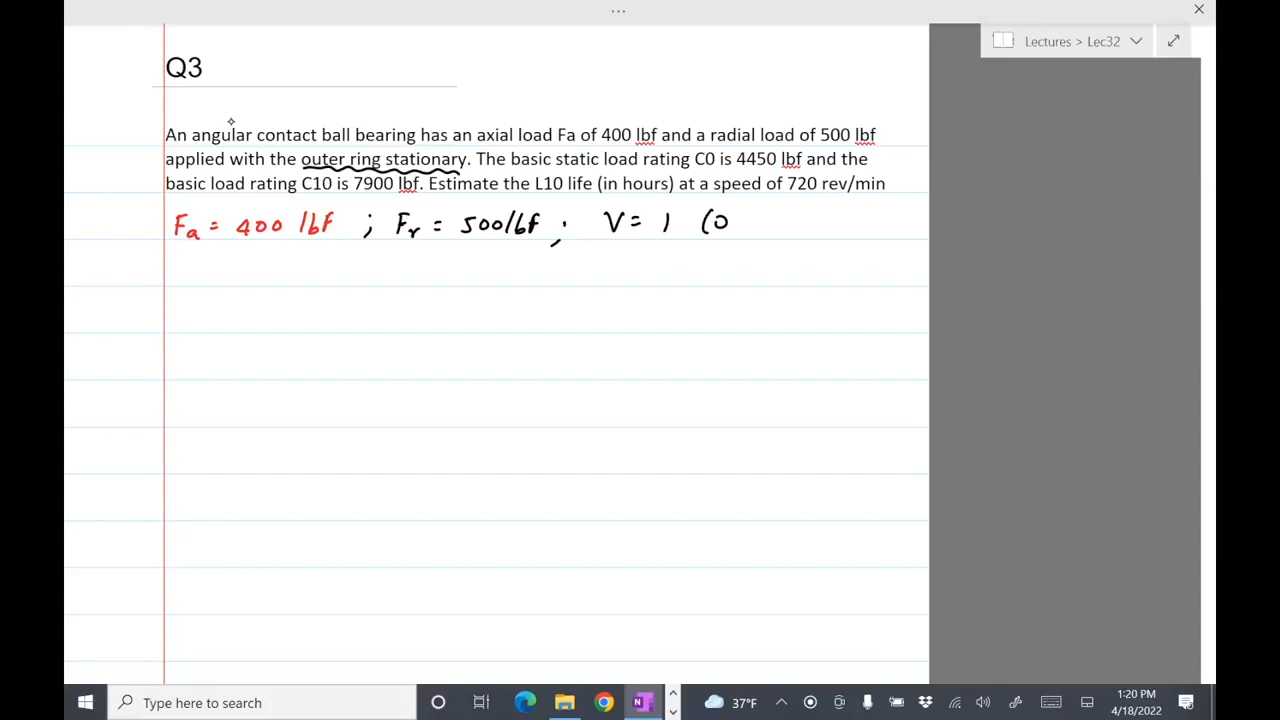 Lectures > Lec32
Q3
An angular contact ball bearing has an axial load Fa of 400 lbf and a radial load of 500 lbf
applied with the outer ring stationary. The basic static load rating C0 is 4450 lbf and the
basic load rating C10 is 7900 lbf. Estimate the L10 life (in hours) at a speed of 720 rev/min
Fa = 400 lbf ; Fr = 500 lbf ; V = 1 (0
Type here to search
37°F
1:20 PM
4/18/2022